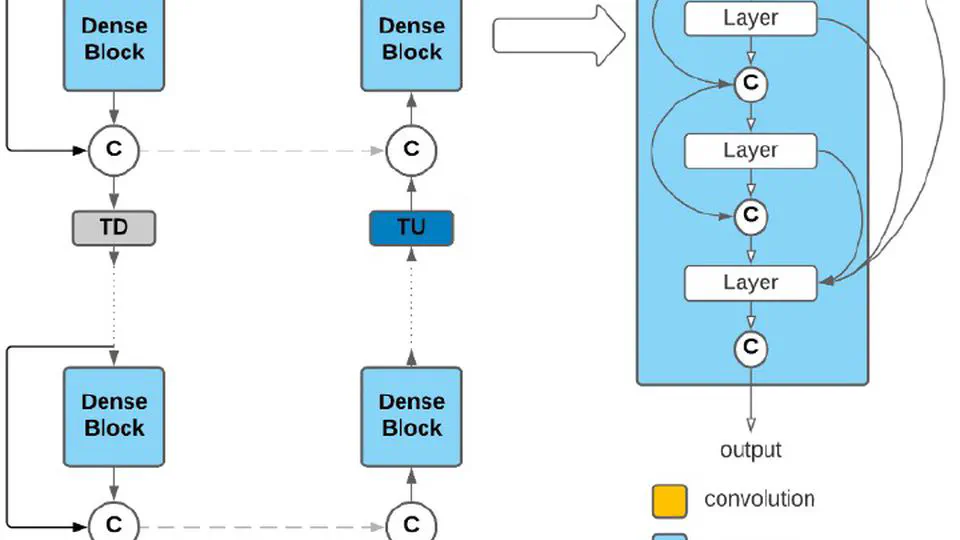 Dense
Block
C
TD
Dense
Block
C
Dense
Block
C
TU
Dense
Block
C
Layer
C
Layer
C
Layer
C
output
convolution